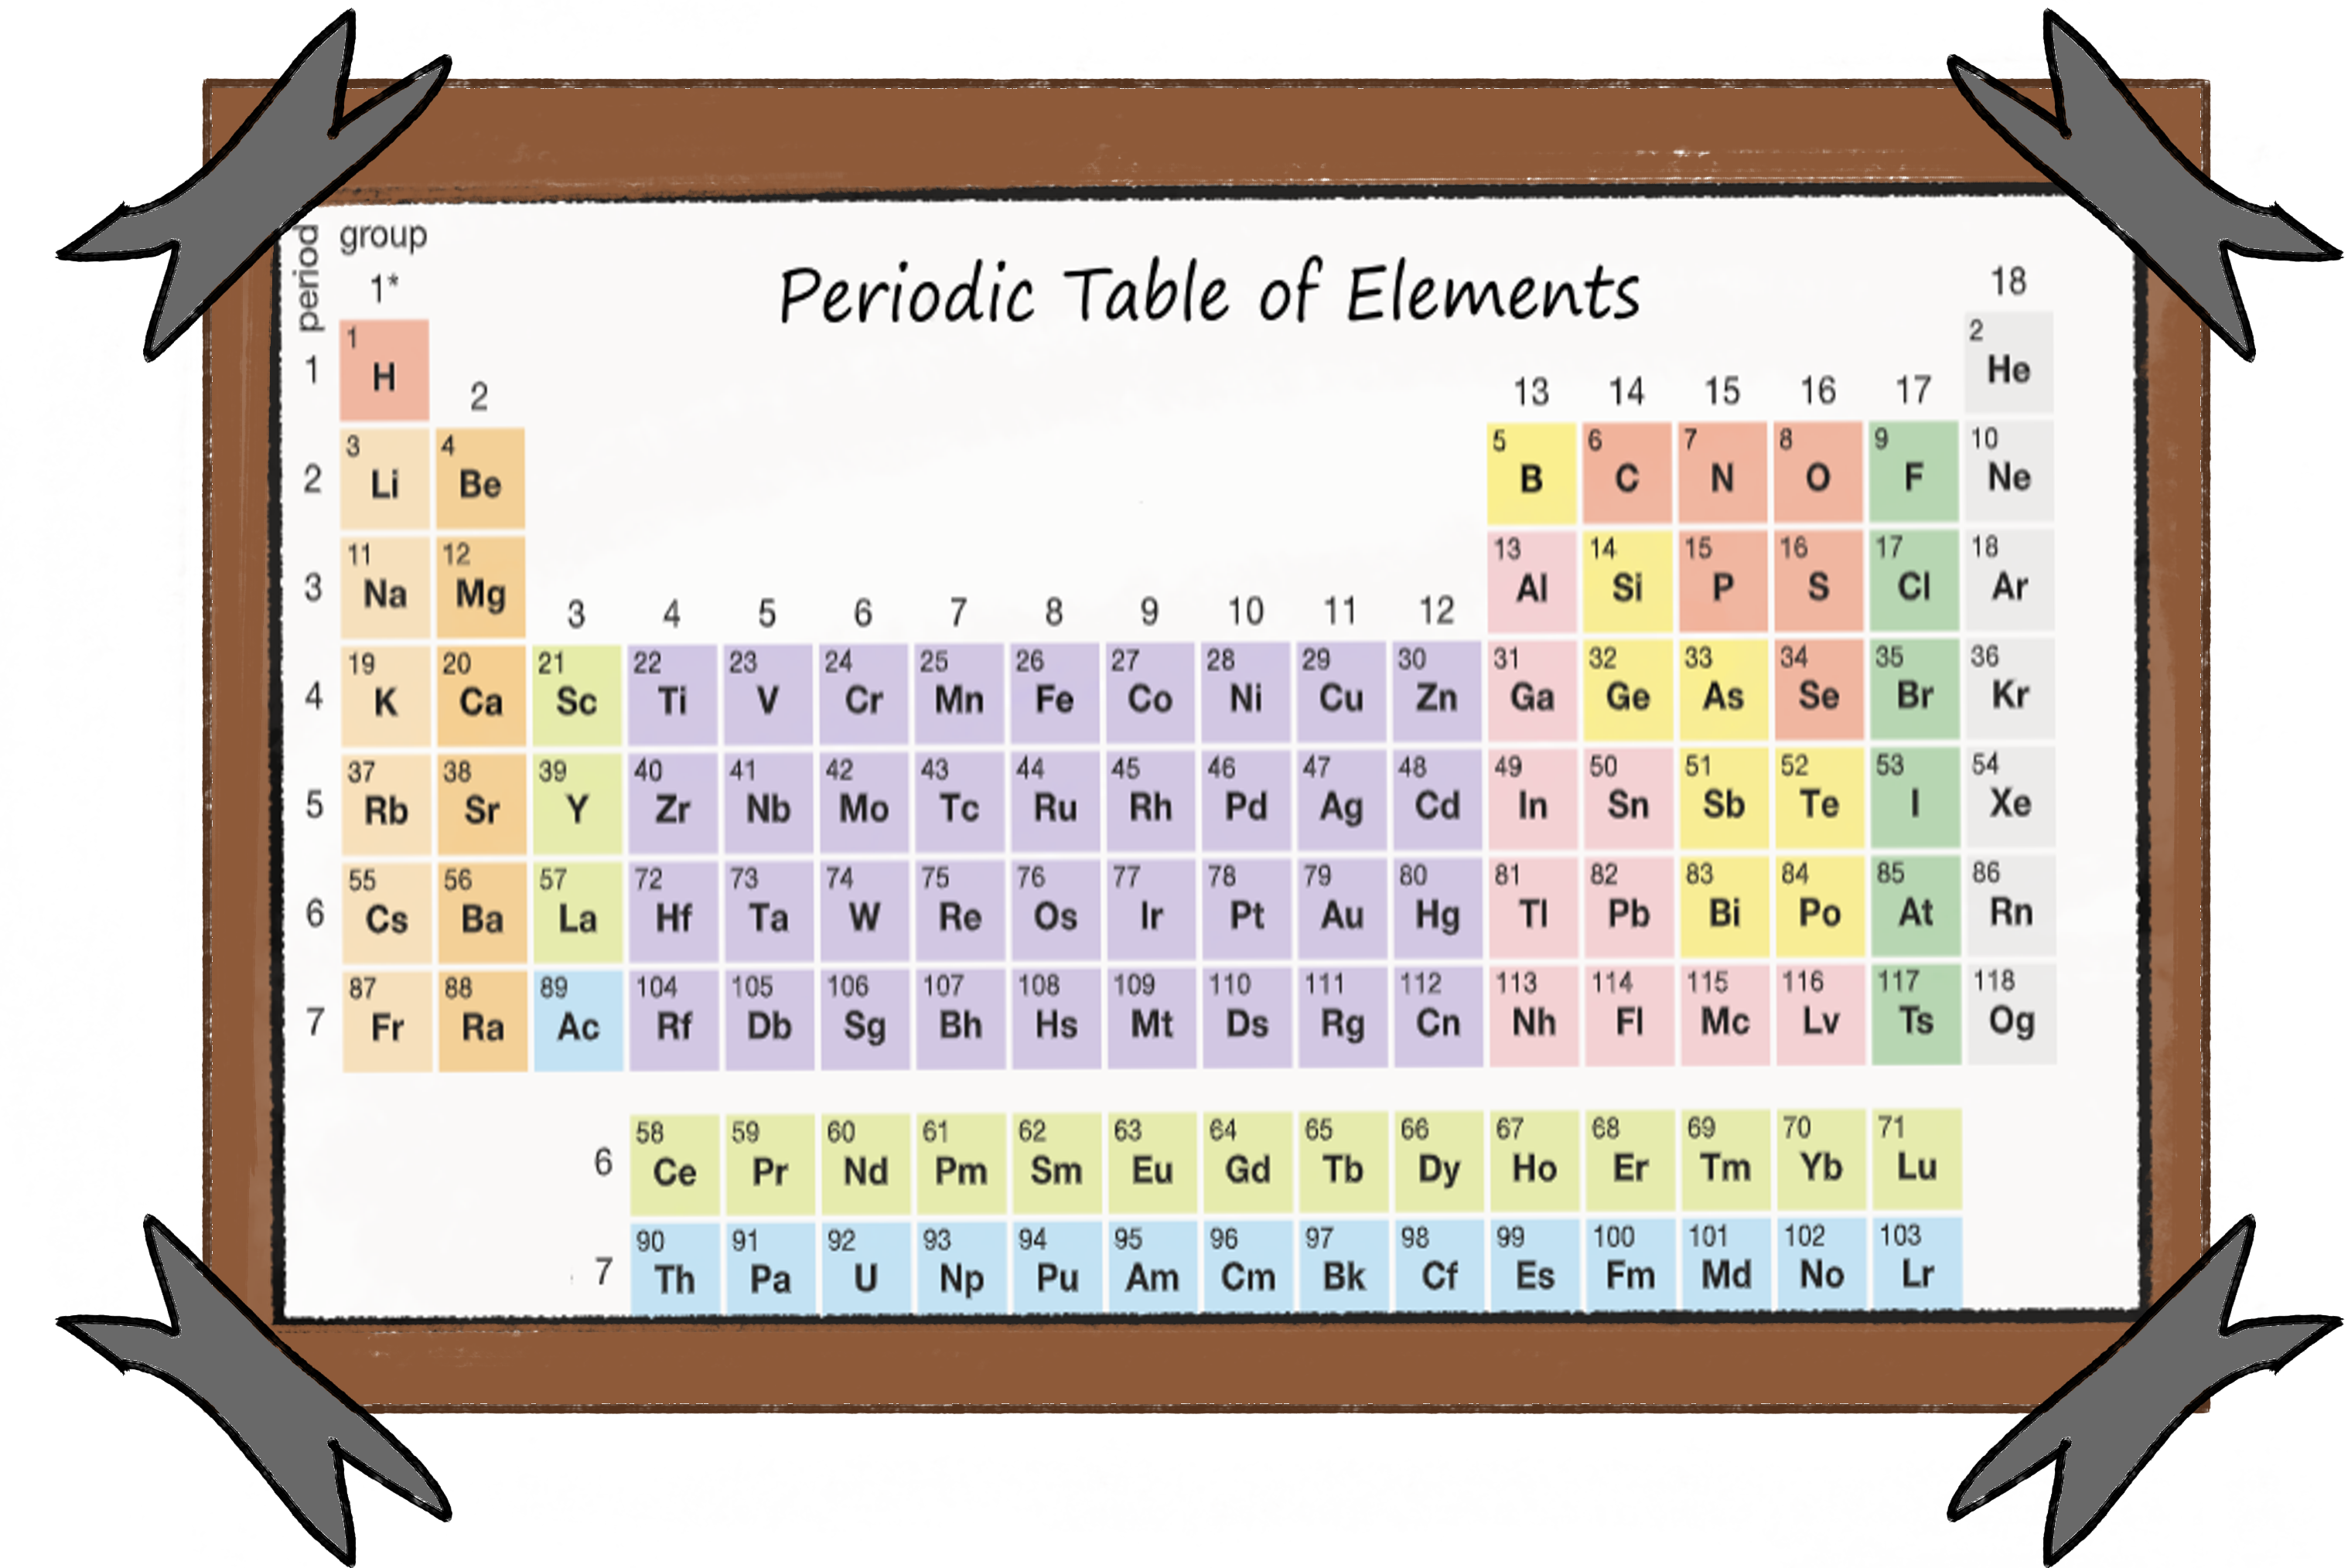 period group
1* Periodic Table of Elements 18
1 1 H 2 13 14 15 16 17 2 He
2 3 Li 4 Be 5 B 6 C 7 N 8 O 9 F 10 Ne
3 11 Na 12 Mg 3 4 5 6 7 8 9 10 11 12 13 Al 14 Si 15 P 16 S 17 Cl 18 Ar
4 19 K 20 Ca 21 Sc 22 Ti 23 V 24 Cr 25 Mn 26 Fe 27 Co 28 Ni 29 Cu 30 Zn 31 Ga 32 Ge 33 As 34 Se 35 Br 36 Kr
5 37 Rb 38 Sr 39 Y 40 Zr 41 Nb 42 Mo 43 Tc 44 Ru 45 Rh 46 Pd 47 Ag 48 Cd 49 In 50 Sn 51 Sb 52 Te 53 I 54 Xe
6 55 Cs 56 Ba 57 La 72 Hf 73 Ta 74 W 75 Re 76 Os 77 Ir 78 Pt 79 Au 80 Hg 81 Tl 82 Pb 83 Bi 84 Po 85 At 86 Rn
7 87 Fr 88 Ra 89 Ac 104 Rf 105 Db 106 Sg 107 Bh 108 Hs 109 Mt 110 Ds 111 Rg 112 Cn 113 Nh 114 Fl 115 Mc 116 Lv 117 Ts 118 Og
6 58 Ce 59 Pr 60 Nd 61 Pm 62 Sm 63 Eu 64 Gd 65 Tb 66 Dy 67 Ho 68 Er 69 Tm 70 Yb 71 Lu
7 90 Th 91 Pa 92 U 93 Np 94 Pu 95 Am 96 Cm 97 Bk 98 Cf 99 Es 100 Fm 101 Md 102 No 103 Lr